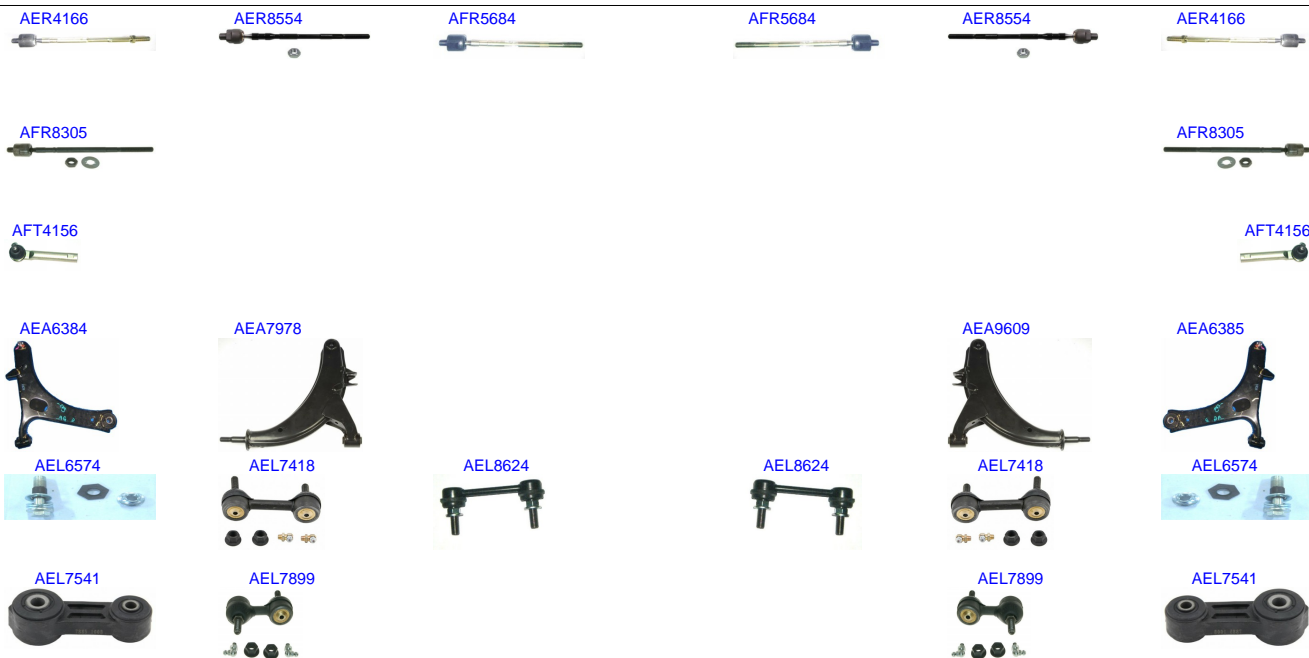 AER4166 AER8554 AFR5684 AFR5684 AER8554 AER4166
AFR8305 AFR8305
AFT4156 AFT4156
AEA6384 AEA7978 AEA9609 AEA6385
AEL6574 AEL7418 AEL8624 AEL8624 AEL7418 AEL6574
AEL7541 AEL7899 AEL7899 AEL7541